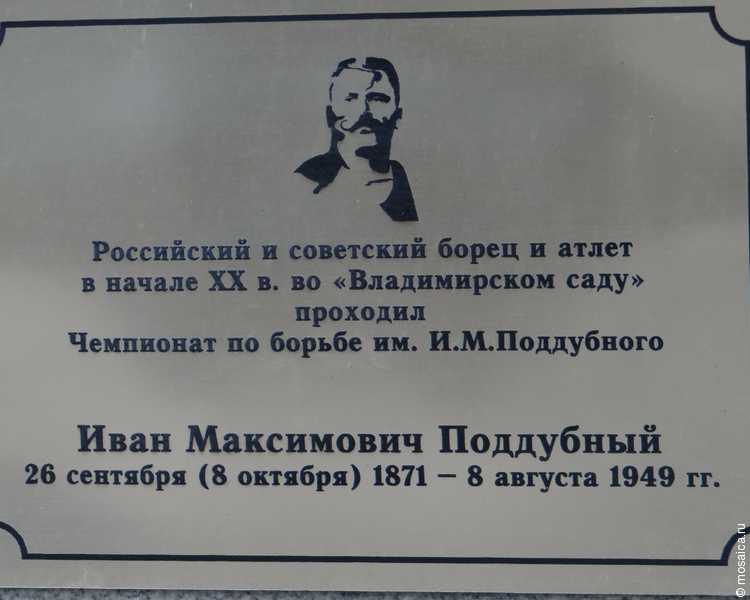 Российский и советский борец и атлет
в начале XX в. во «Владимирском саду»
проходил
Чемпионат по борьбе им. И.М.Поддубного
Иван Максимович Поддубный
26 сентября (8 октября) 1871 – 8 августа 1949 гг.
© mosaica.ru